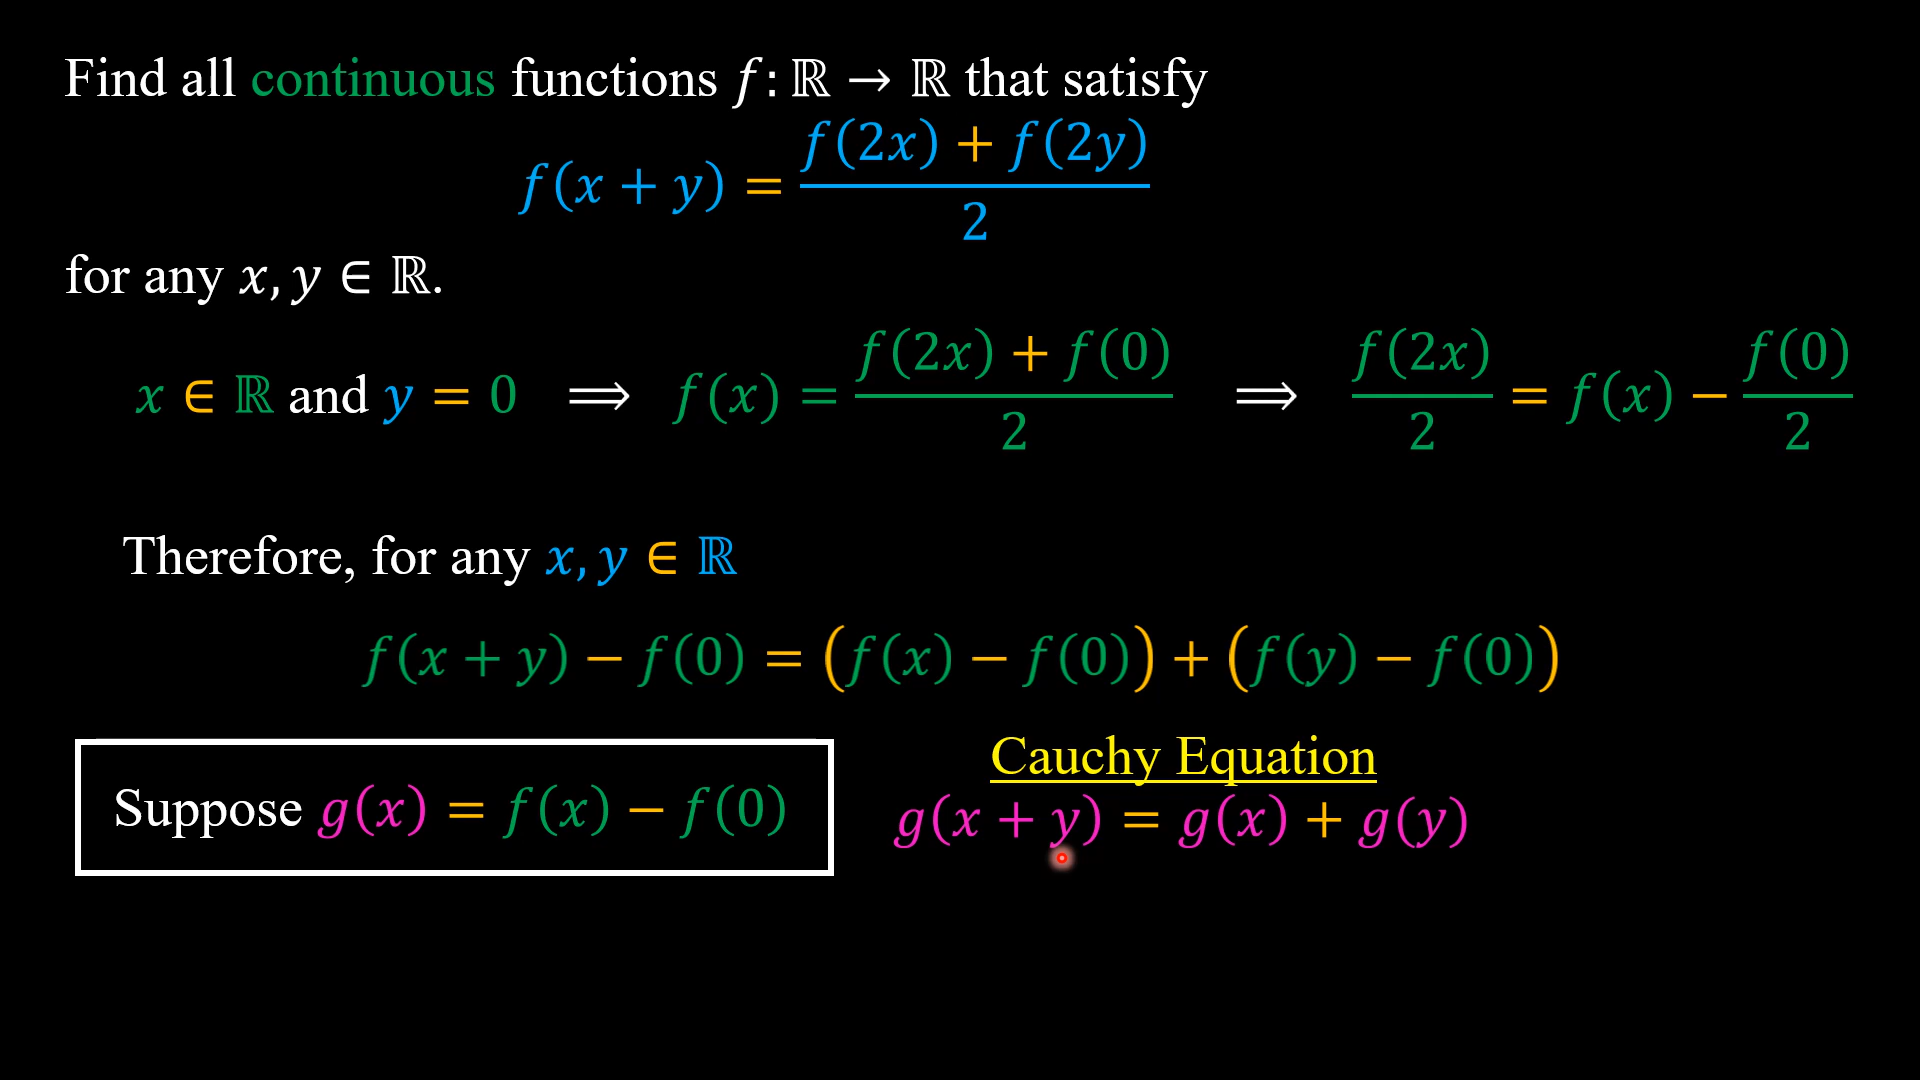 Find all continuous functions f: ℝ → ℝ that satisfy
f(x + y) = (f(2x) + f(2y))/2
for any x, y ∈ ℝ.
x ∈ ℝ and y = 0 ⟹ f(x) = (f(2x) + f(0))/2 ⟹ f(2x)/2 = f(x) − f(0)/2
Therefore, for any x, y ∈ ℝ
f(x + y) − f(0) = (f(x) − f(0)) + (f(y) − f(0))
Suppose g(x) = f(x) − f(0)
Cauchy Equation
g(x + y) = g(x) + g(y)